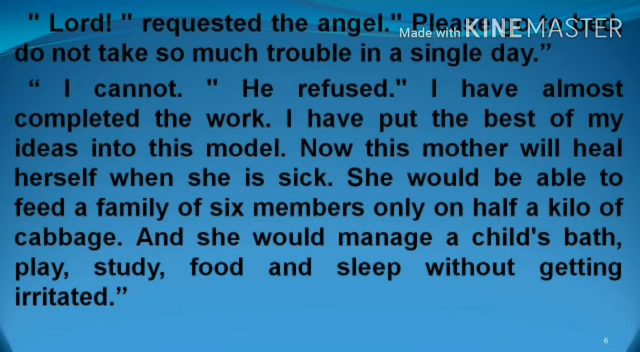 " Lord! " requested the angel." Please
Made with KINEMASTER
do not take so much trouble in a single day.”
“ I cannot. " He refused." I have almost
completed the work. I have put the best of my
ideas into this model. Now this mother will heal
herself when she is sick. She would be able to
feed a family of six members only on half a kilo of
cabbage. And she would manage a child's bath,
play, study, food and sleep without getting
irritated.”
6